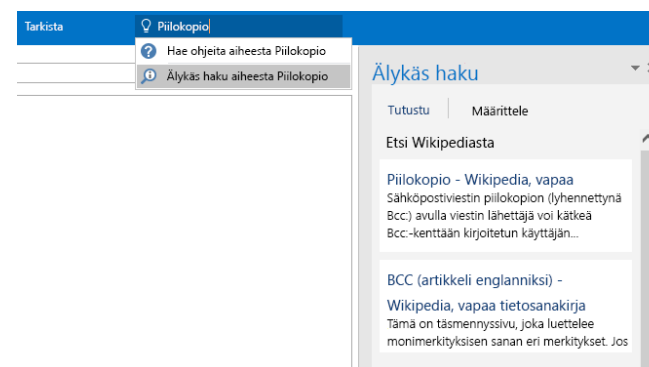 Tarkista
Piilokopio
Hae ohjeita aiheesta Piilokopio
Älykäs haku aiheesta Piilokopio
Älykäs haku
Tutustu
Määrittele
Etsi Wikipediasta
Piilokopio - Wikipedia, vapaa
Sähköpostiviestin piilokopion (lyhennettynä
Bcc:) avulla viestin lähettäjä voi kätkeä
Bcc:-kenttään kirjoitetun käyttäjän...
BCC (artikkeli englanniksi) -
Wikipedia, vapaa tietosanakirja
Tämä on täsmennyssivu, joka luettelee
monimerkityksisen sanan eri merkitykset. Jos